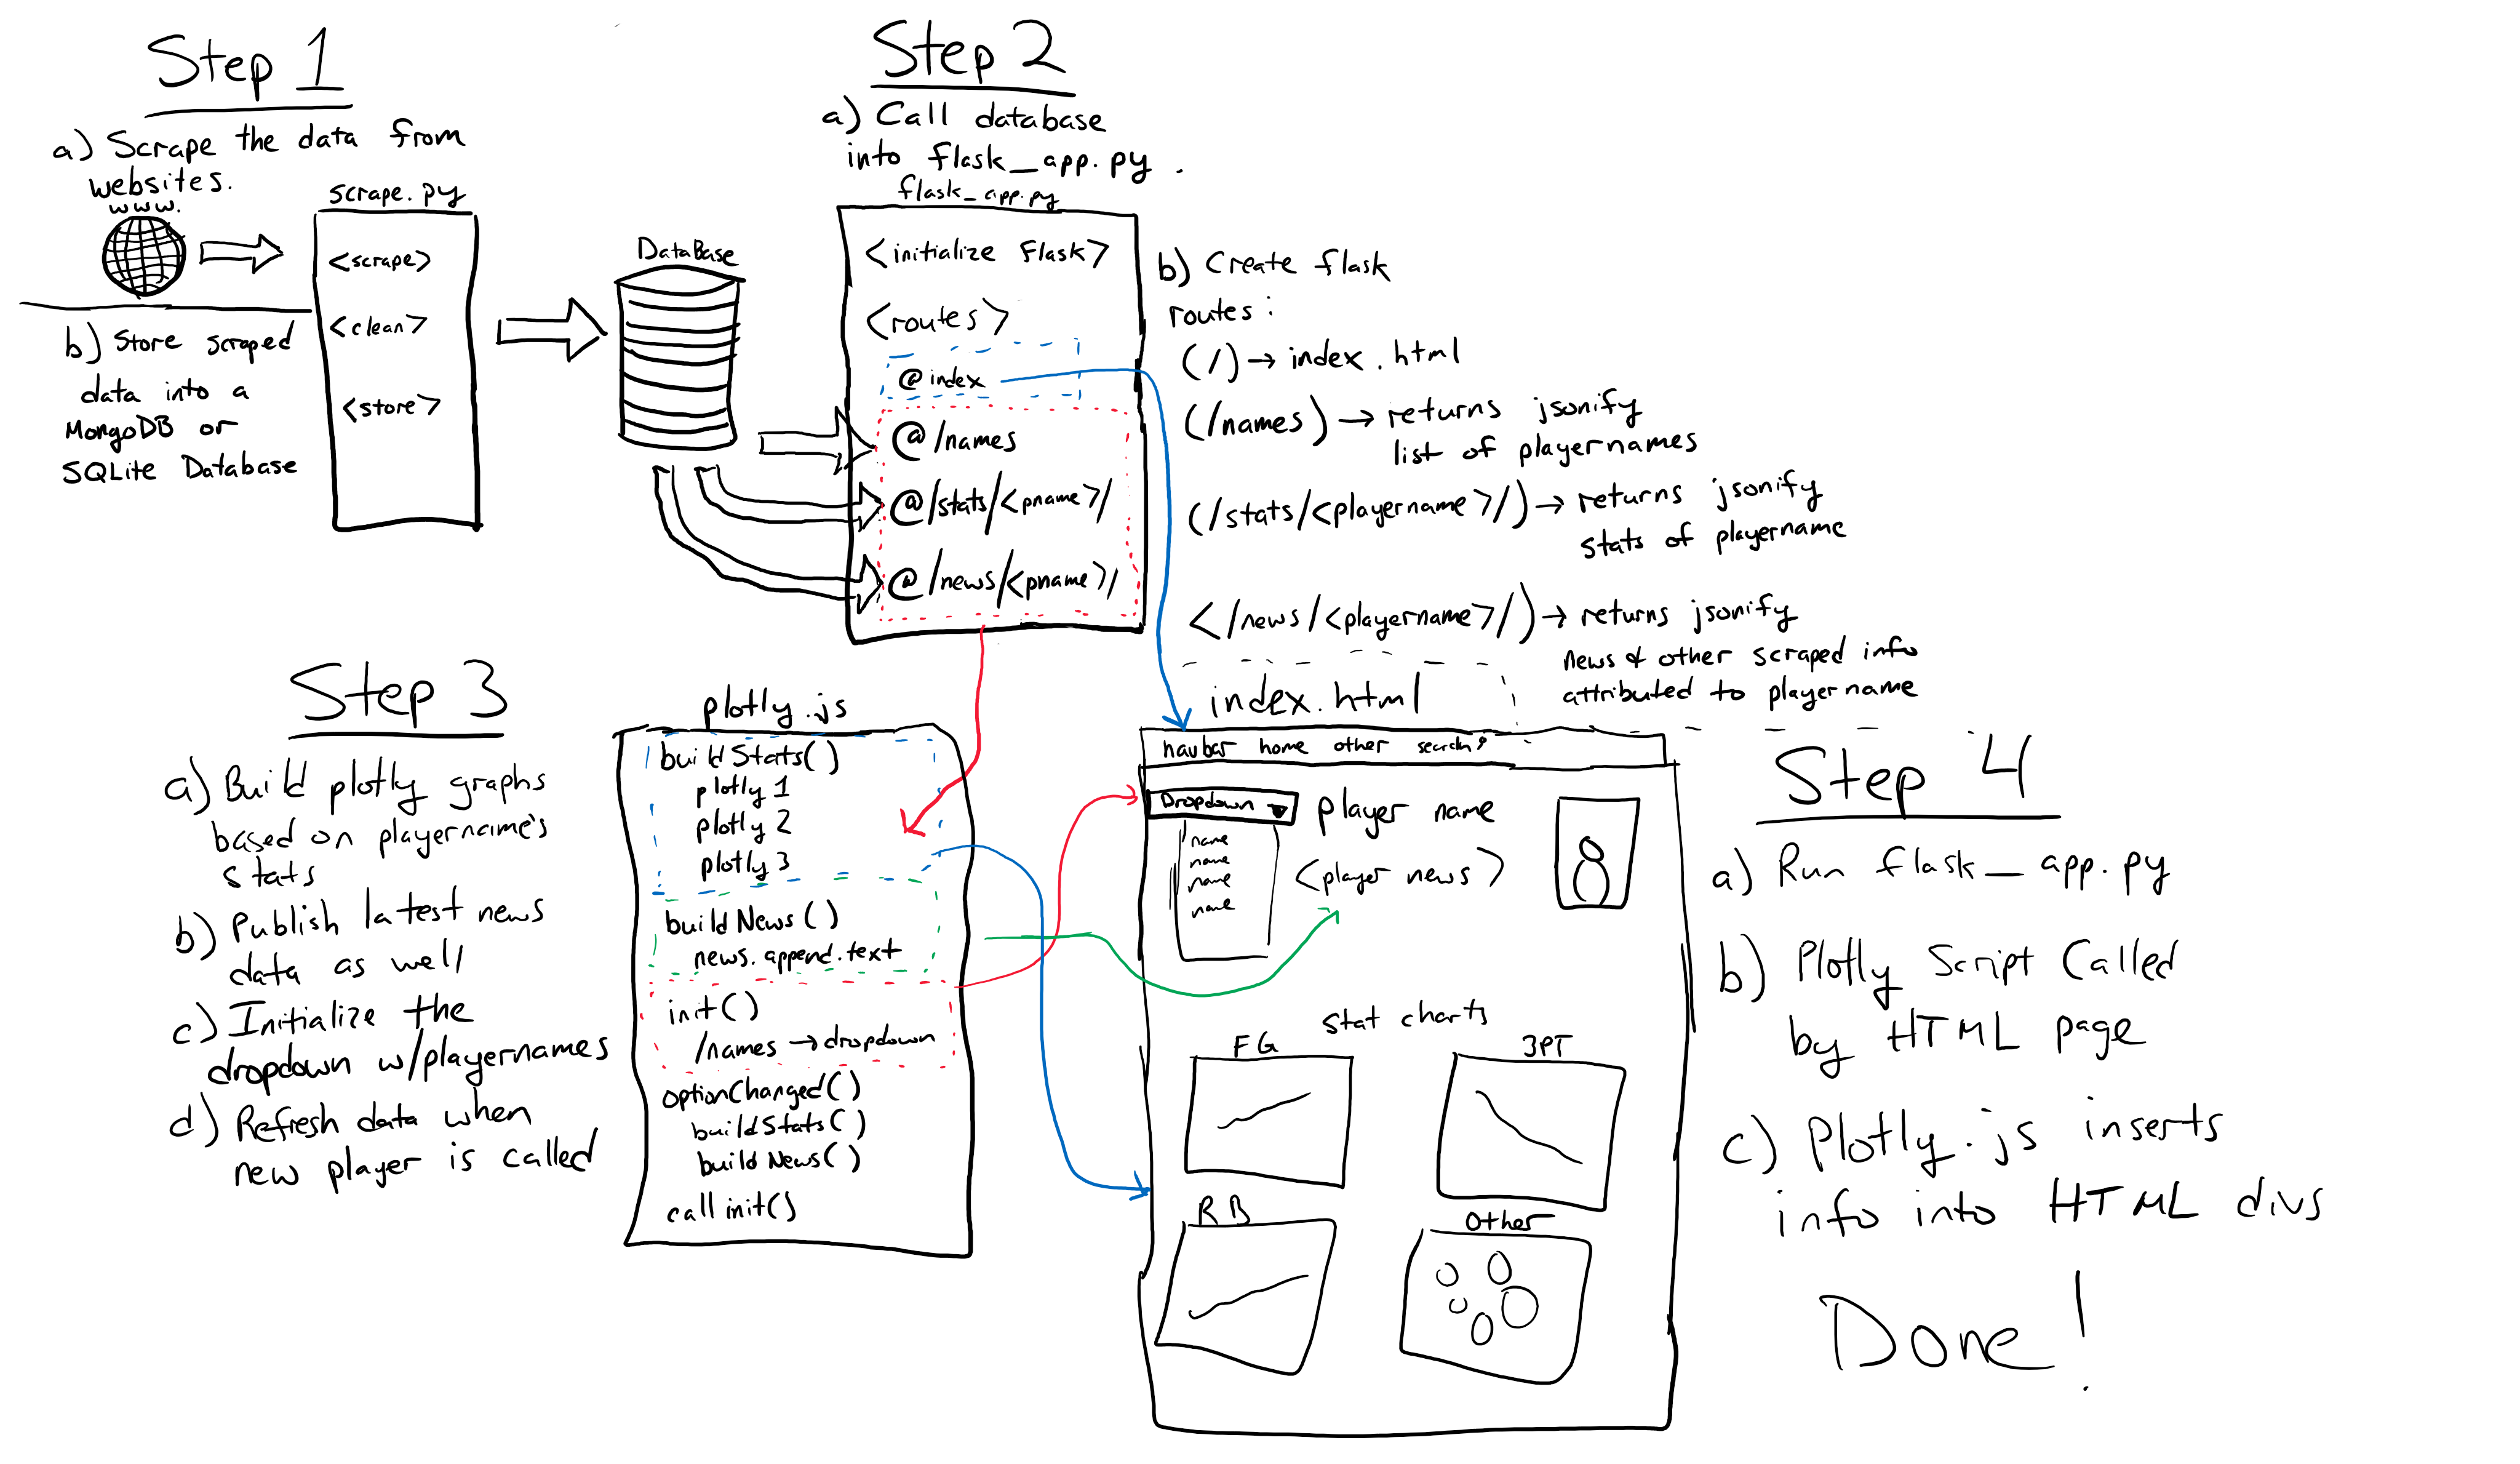 Step 1
a) Scrape the data from
websites.
www.
scrape.py
<scrape>
<clean>
<store>
b) Store scraped
data into a
MongoDB or
SQLite Database
DataBase
Step 2
a) Call database
into flask_app.py.
flask_app.py
<initialize Flask>
<routes>
@index
@/names
@/stats/<pname>/
@/news/<pname>/
b) Create flask
routes:
(/) → index.html
(/names) → returns jsonify
list of playernames
(/stats/<playername>/) → returns jsonify
stats of playername
</news/<playername>/) → returns jsonify
news & other scraped info
attributed to playername
Step 3
a) Build plotly graphs
based on playername's
stats
b) Publish latest news
data as well
c) Initialize the
dropdown w/playernames
d) Refresh data when
new player is called
plotly.js
buildStats()
plotly 1
plotly 2
plotly 3
buildNews()
news.append.text
init()
/names → dropdown
optionChanged()
buildStats()
buildNews()
call init()
index.html
navbar home other search
Dropdown
name
name
name
name
player name
<player news>
Stat charts
FG
3PT
RB
Other
Step 4
a) Run flask_app.py
b) Plotly Script Called
by HTML page
c) Plotly.js inserts
info into HTML divs
Done!